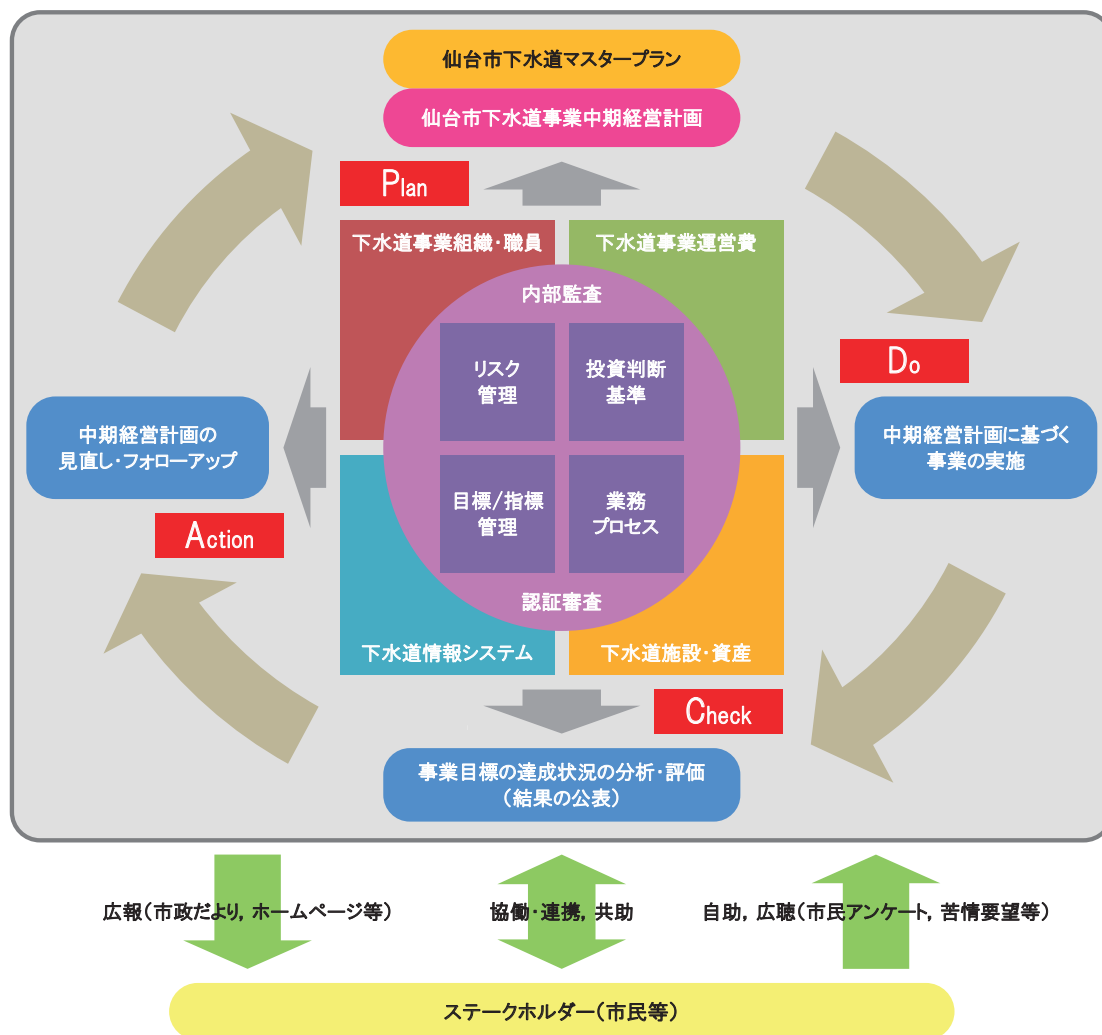 仙台市下水道マスタープラン
仙台市下水道事業中期経営計画
Plan
下水道事業組織・職員
下水道事業運営費
内部監査
リスク
管理
投資判断
基準
Do
中期経営計画の
見直し・フォローアップ
中期経営計画に基づく
事業の実施
目標/指標
管理
業務
プロセス
Action
認証審査
下水道情報システム
下水道施設・資産
Check
事業目標の達成状況の分析・評価
（結果の公表）
広報（市政だより，ホームページ等）
協働・連携，共助
自助，広聴（市民アンケート，苦情要望等）
ステークホルダー（市民等）